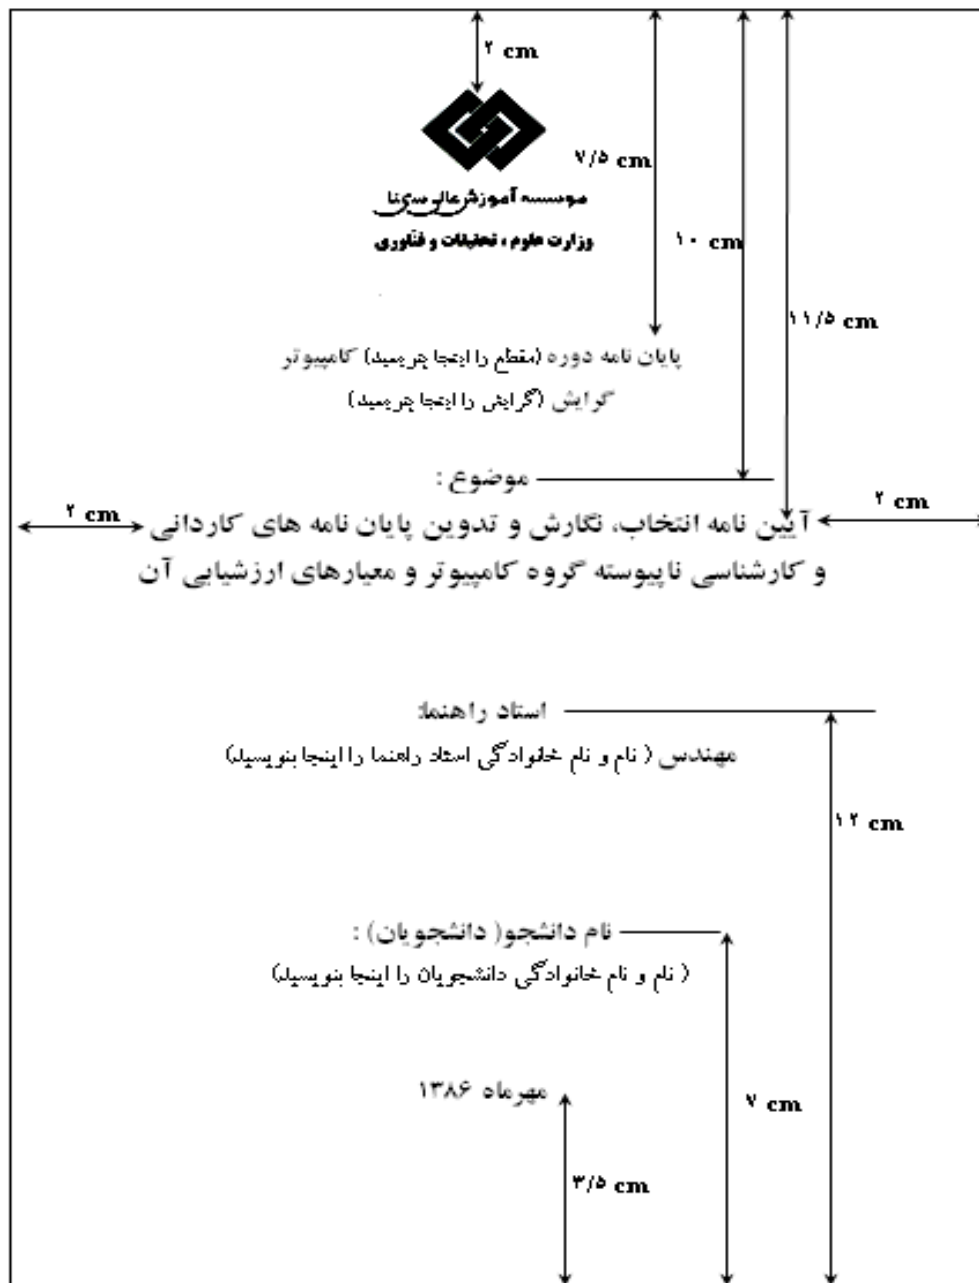 ۲ cm
۷/۵ cm
موسسه آموزش عالی سی‌نا
وزارت علوم ، تحقیقات و فنّاوری
۱۰ cm
۱۱/۵ cm
پایان نامه دوره (مقطع را اینجا بنویسید) کامپیوتر
گرایش (گرایش را اینجا بنویسید)
موضوع :
۲ cm
۲ cm
آیین نامه انتخاب، نگارش و تدوین پایان نامه های کاردانی
و کارشناسی ناپیوسته گروه کامپیوتر و معیارهای ارزشیابی آن
استاد راهنما:
مهندس ( نام و نام خانوادگی استاد راهنما را اینجا بنویسید)
۱۲ cm
نام دانشجو( دانشجویان) :
( نام و نام خانوادگی دانشجویان را اینجا بنویسید)
مهرماه ۱۳۸۶
۷ cm
۳/۵ cm